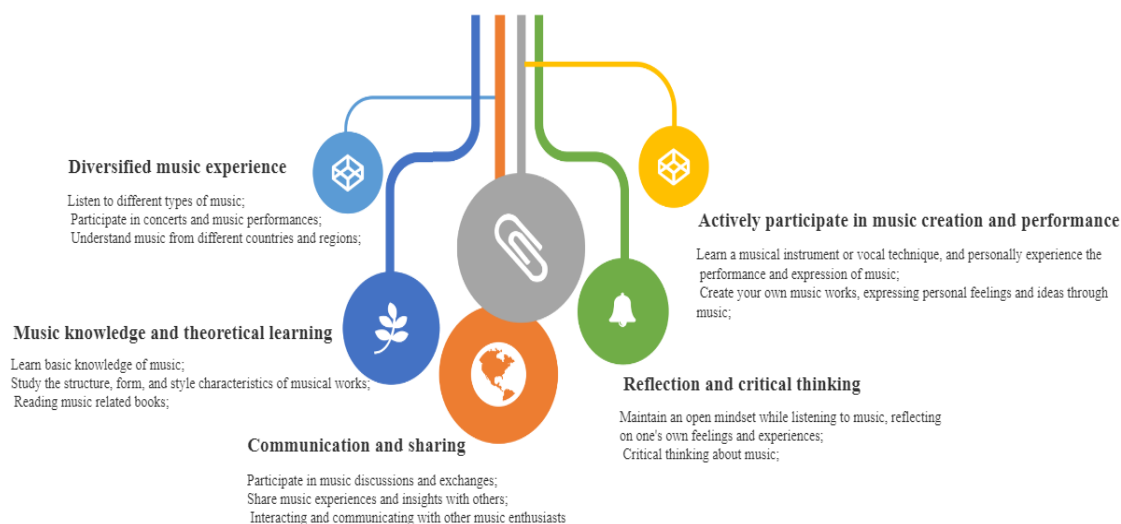 Diversified music experience
Listen to different types of music;
Participate in concerts and music performances;
Understand music from different countries and regions;
Actively participate in music creation and performance
Learn a musical instrument or vocal technique, and personally experience the
performance and expression of music;
Create your own music works, expressing personal feelings and ideas through
music;
Music knowledge and theoretical learning
Learn basic knowledge of music;
Study the structure, form, and style characteristics of musical works;
Reading music related books;
Reflection and critical thinking
Maintain an open mindset while listening to music, reflecting
on one's own feelings and experiences;
Critical thinking about music;
Communication and sharing
Participate in music discussions and exchanges;
Share music experiences and insights with others;
Interacting and communicating with other music enthusiasts